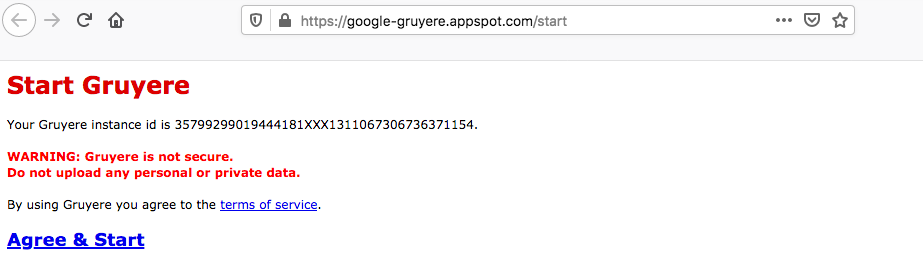 https://google-gruyere.appspot.com/start
Start Gruyere
Your Gruyere instance id is 35799299019444181XXX1311067306736371154.
WARNING: Gruyere is not secure.
Do not upload any personal or private data.
By using Gruyere you agree to the terms of service.
Agree & Start